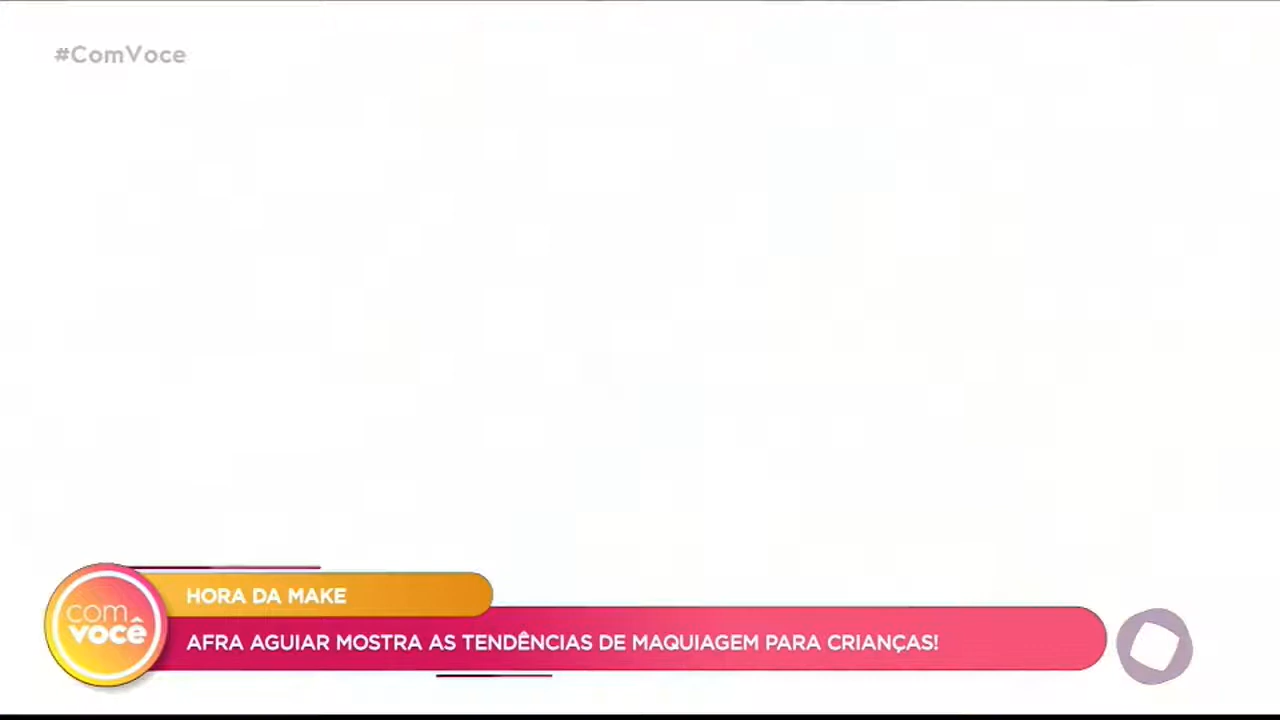 #ComVoce
HORA DA MAKE
com
você
AFRA AGUIAR MOSTRA AS TENDÊNCIAS DE MAQUIAGEM PARA CRIANÇAS!